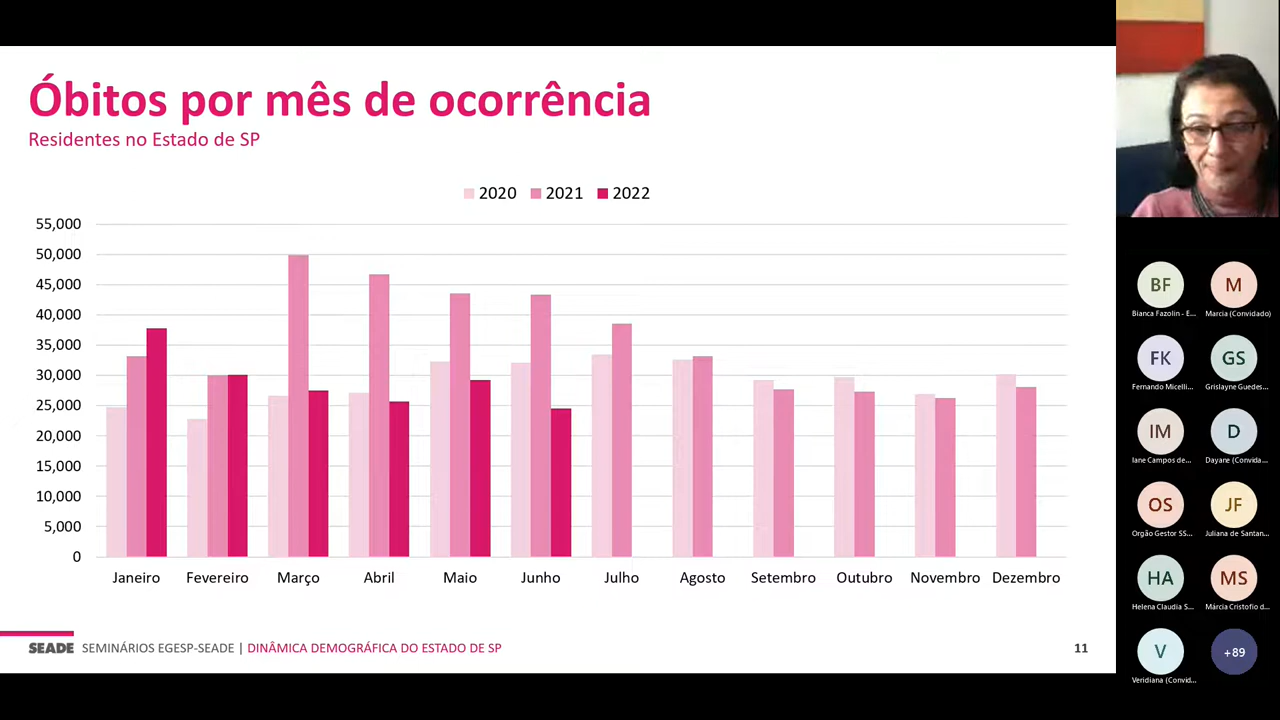 Óbitos por mês de ocorrência
Residentes no Estado de SP
2020 2021 2022
55,000
50,000
45,000
40,000
35,000
30,000
25,000
20,000
15,000
10,000
5,000
0
Janeiro Fevereiro Março Abril Maio Junho Julho Agosto Setembro Outubro Novembro Dezembro
SEADE SEMINÁRIOS EGESP-SEADE | DINÂMICA DEMOGRÁFICA DO ESTADO DE SP 11
BF M
Bianca Fazolin - E... Marcia (Convidado)
FK GS
Fernando Micelli... Grislayne Guedes...
IM D
Iane Campos de... Dayane (Convida...
OS JF
Orgão Gestor SS... Juliana de Santan...
HA MS
Helena Claudia S... Márcia Cristofio d...
V +89
Veridiana (Convid...